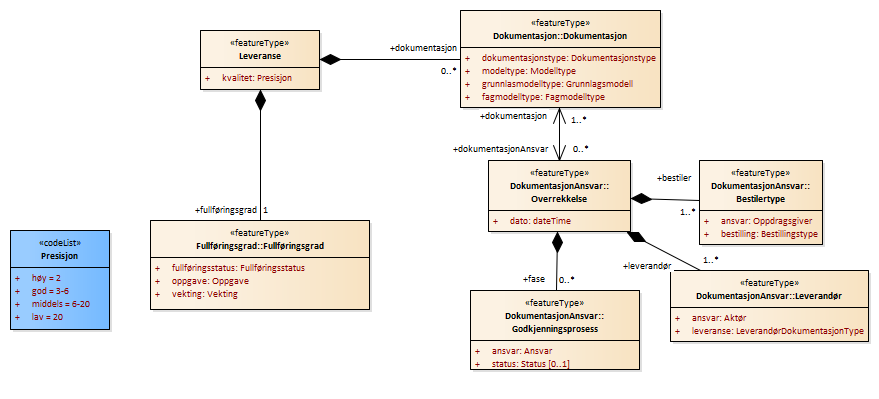 «featureType»
Leveranse
+ kvalitet: Presisjon
+dokumentasjon
0..*
«featureType»
Dokumentasjon::Dokumentasjon
+ dokumentasjonstype: Dokumentasjonstype
+ modeltype: Modelltype
+ grunnlasmodelltype: Grunnlagsmodell
+ fagmodelltype: Fagmodelltype
+dokumentasjon
1..*
+dokumentasjonAnsvar
0..*
«featureType»
DokumentasjonAnsvar::
Overrekkelse
+ dato: dateTime
+bestiler
1..*
«featureType»
DokumentasjonAnsvar::
Bestilertype
+ ansvar: Oppdragsgiver
+ bestilling: Bestillingstype
+fullføringsgrad
1
«featureType»
Fullføringsgrad::Fullføringsgrad
+ fullføringsstatus: Fullføringsstatus
+ oppgave: Oppgave
+ vekting: Vekting
«codeList»
Presisjon
+ høy = 2
+ god = 3-6
+ middels = 6-20
+ lav = 20
+fase
0..*
«featureType»
DokumentasjonAnsvar::
Godkjenningsprosess
+ ansvar: Ansvar
+ status: Status [0..1]
+leverandør
1..*
«featureType»
DokumentasjonAnsvar::Leverandør
+ ansvar: Aktør
+ leveranse: LeverandørDokumentasjonType